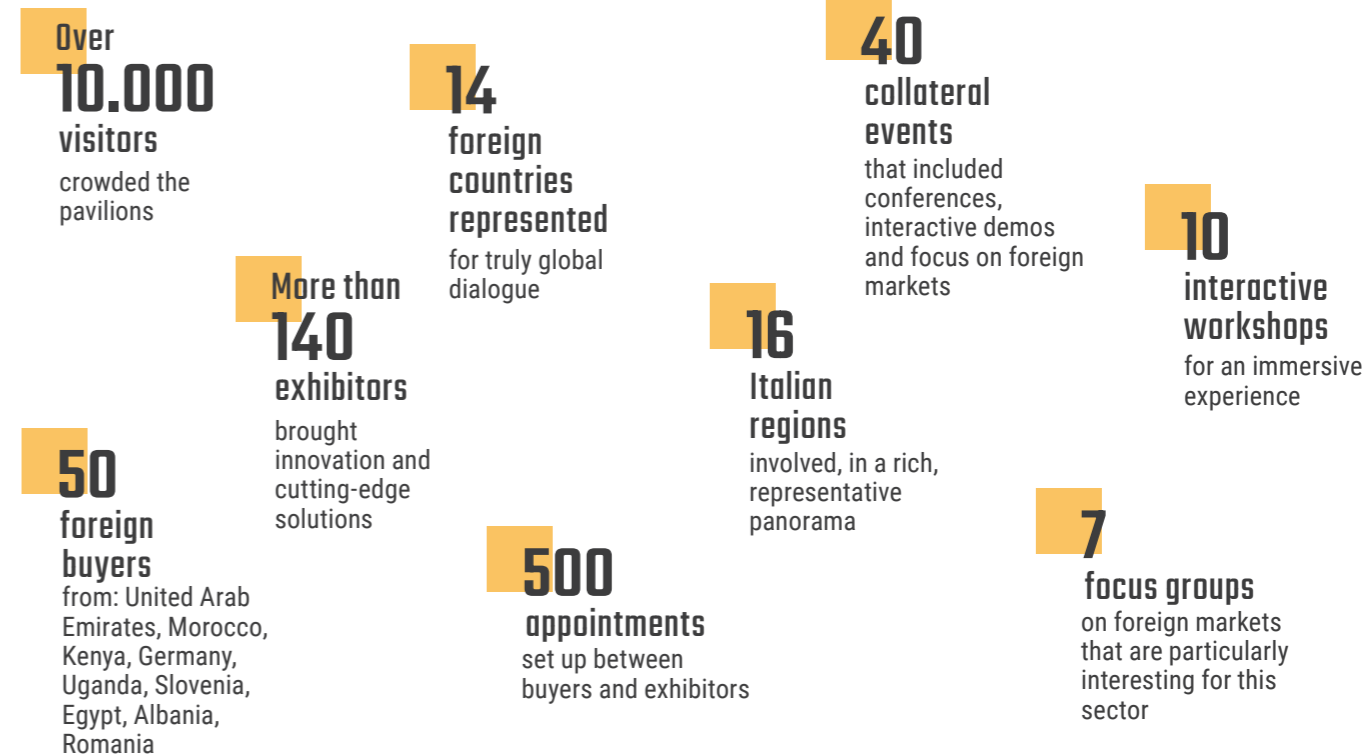 Over
10.000
visitors
crowded the
pavilions
14
foreign
countries
represented
for truly global
dialogue
40
collateral
events
that included
conferences,
interactive demos
and focus on foreign
markets
10
interactive
workshops
for an immersive
experience
More than
140
exhibitors
brought
innovation and
cutting-edge
solutions
16
Italian
regions
involved, in a rich,
representative
panorama
50
foreign
buyers
from: United Arab
Emirates, Morocco,
Kenya, Germany,
Uganda, Slovenia,
Egypt, Albania,
Romania
500
appointments
set up between
buyers and exhibitors
7
focus groups
on foreign markets
that are particularly
interesting for this
sector